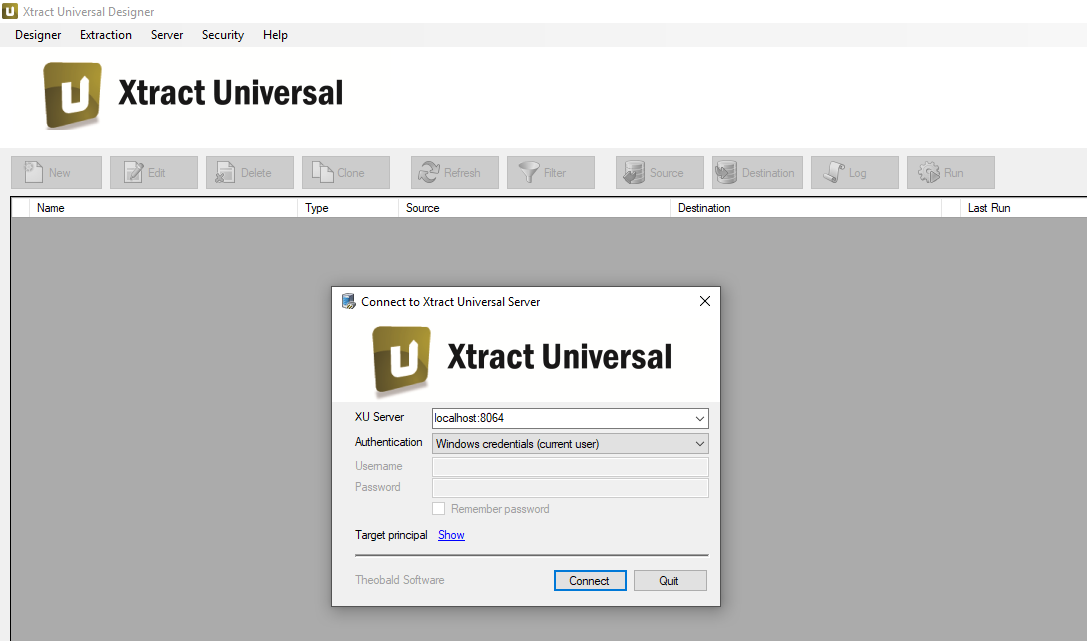 Xtract Universal Designer
Designer Extraction Server Security Help
U Xtract Universal
New Edit Delete Clone Refresh Filter Source Destination Log Run
Name Type Source Destination Last Run
Connect to Xtract Universal Server
U Xtract Universal
XU Server localhost:8064
Authentication Windows credentials (current user)
Username
Password
Remember password
Target principal Show
Theobald Software Connect Quit